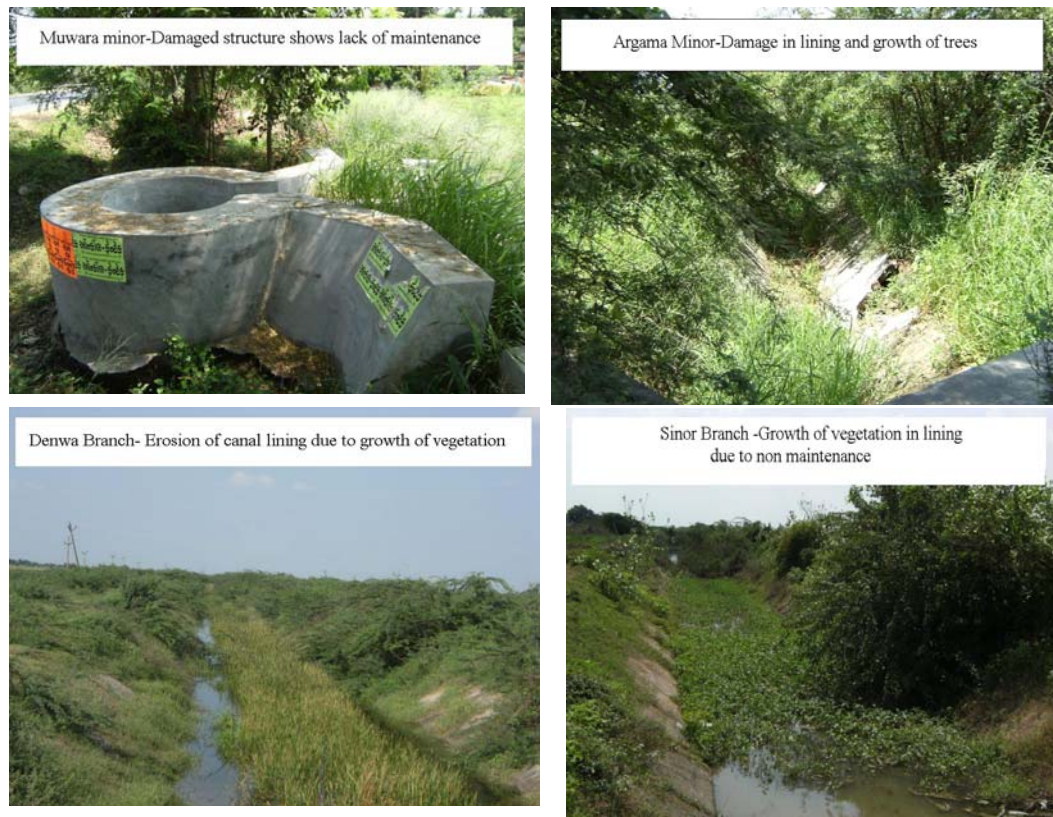 Muwara minor-Damaged structure shows lack of maintenance
Argama Minor-Damage in lining and growth of trees
Denwa Branch- Erosion of canal lining due to growth of vegetation
Sinor Branch -Growth of vegetation in lining
due to non maintenance